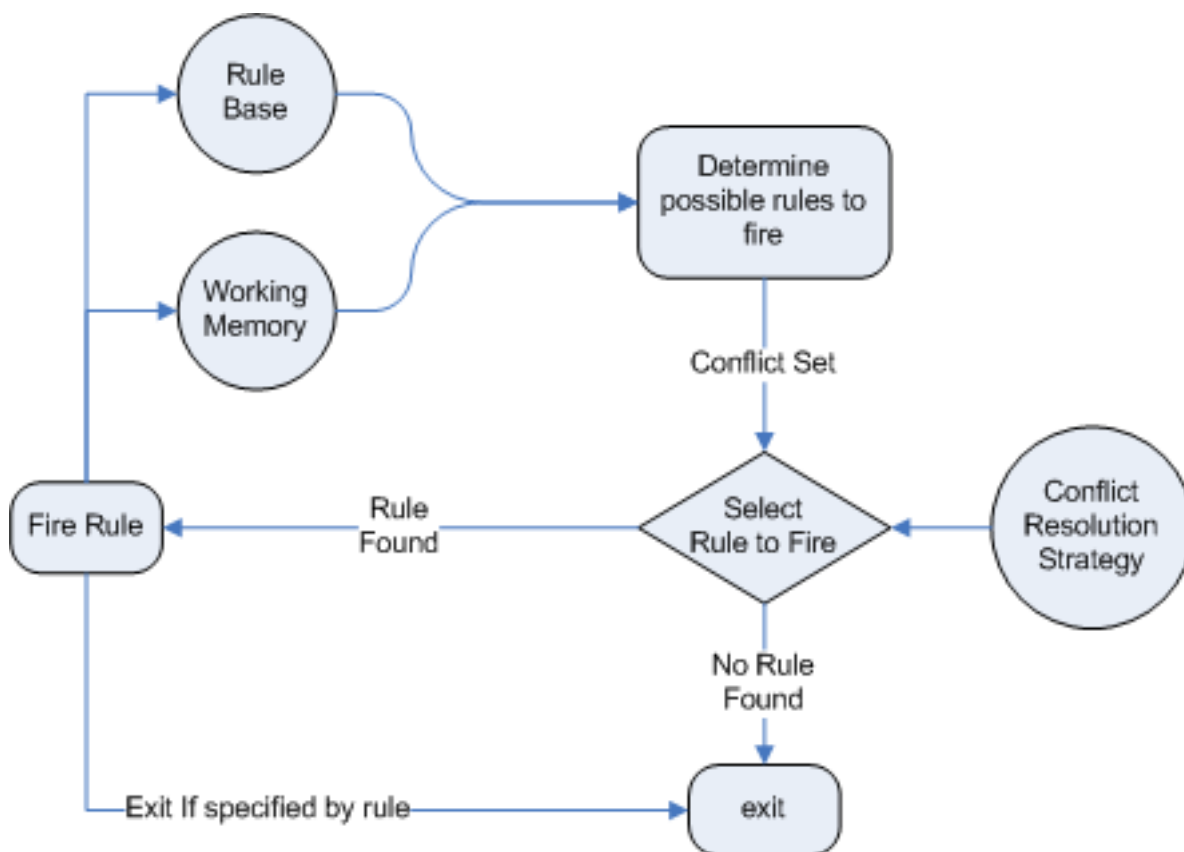 Rule
Base
Determine
possible rules to
fire
Working
Memory
Conflict Set
Conflict
Resolution
Strategy
Select
Rule to Fire
Rule
Found
Fire Rule
No Rule
Found
Exit If specified by rule
exit